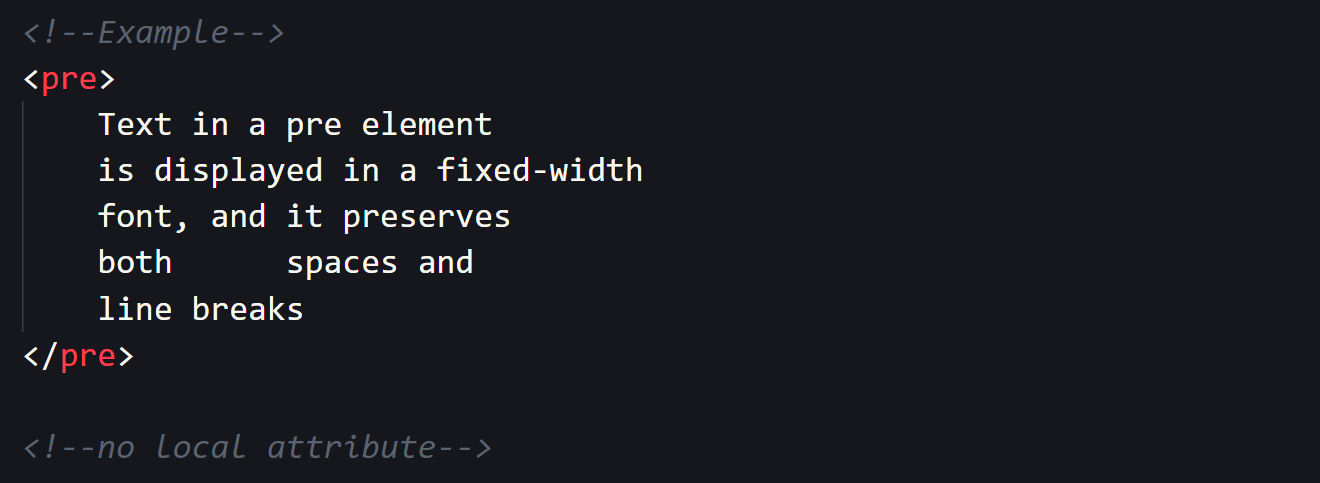 <!--Example-->
<pre>
    Text in a pre element
    is displayed in a fixed-width
    font, and it preserves
    both      spaces and
    line breaks
</pre>

<!--no local attribute-->